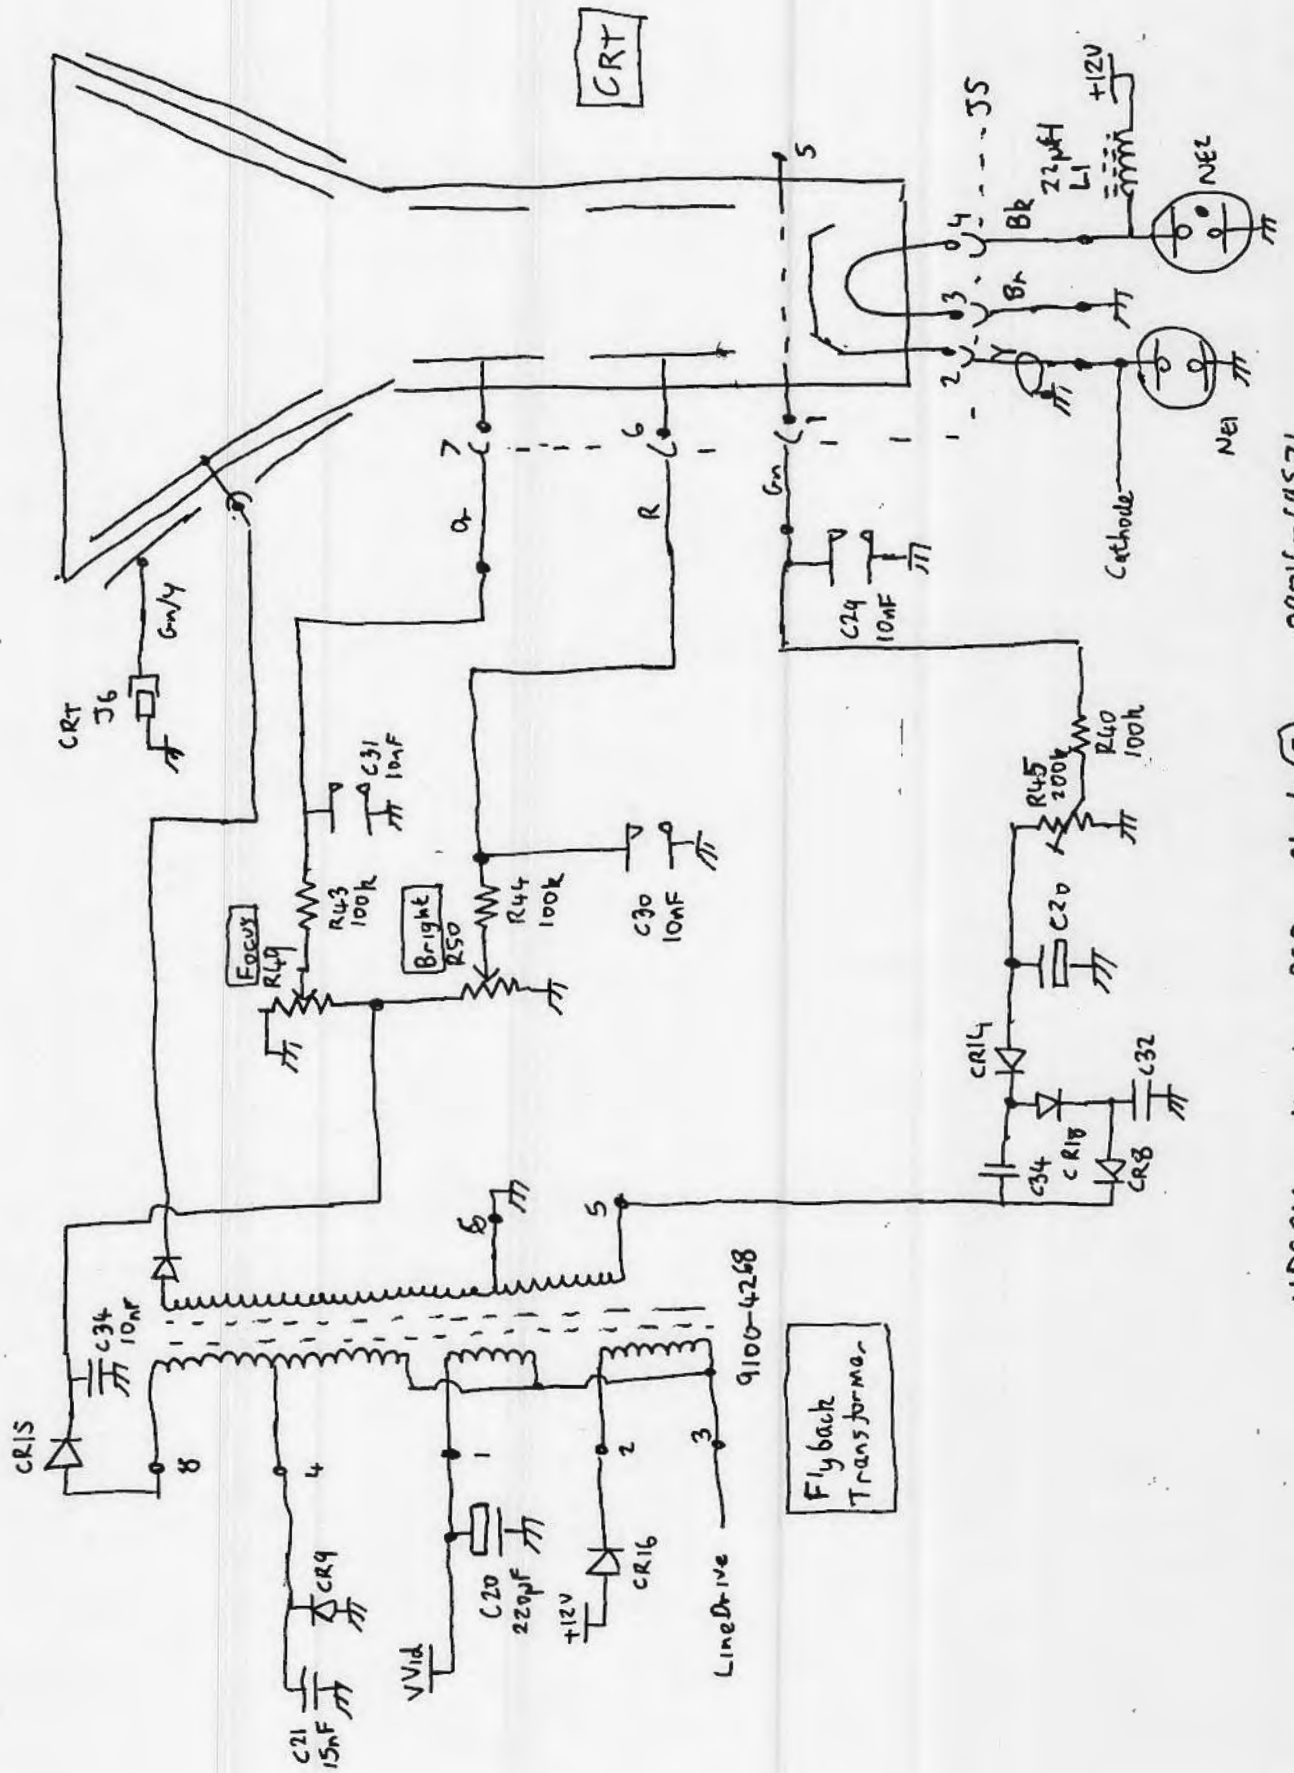 CRT
CRT
J6
Gn/Y
Or
7
R
6
Gn
1
5
2
Y
3
Br
4
Bk
J5
22µH
L1
+12V
NE2
NE1
Cathode
C24
10nF
R40
100k
R45
200k
C20
CR14
C34
CR18
CR8
C32
C31
10nF
R43
100k
Focus
R49
Bright
R50
R44
100k
C30
10nF
CR15
C34
10nF
8
4
1
2
3
6
5
9100-4268
Flyback
Transformer
CR9
C21
15nF
VVid
C20
220µF
+12V
CR16
LineDrive